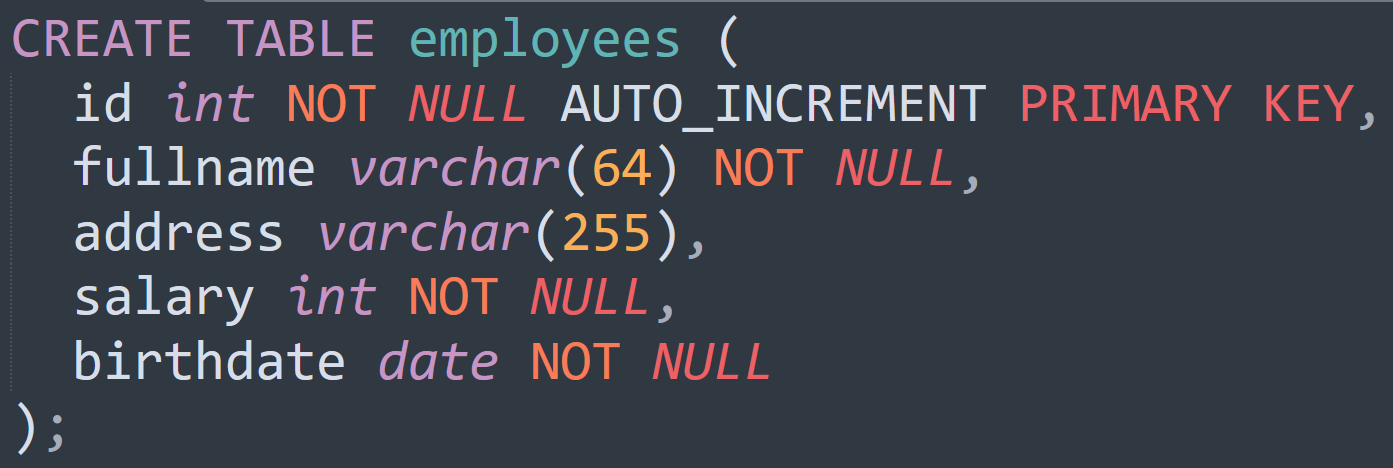 CREATE TABLE employees (
  id int NOT NULL AUTO_INCREMENT PRIMARY KEY,
  fullname varchar(64) NOT NULL,
  address varchar(255),
  salary int NOT NULL,
  birthdate date NOT NULL
);